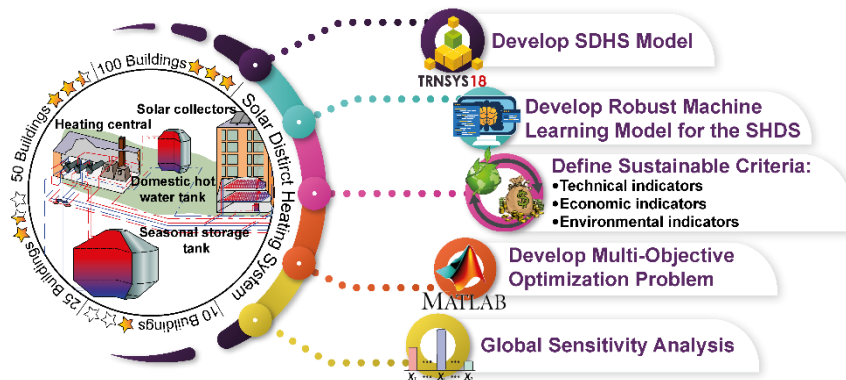 100 Buildings
50 Buildings
25 Buildings
10 Buildings
Solar Distirct Heating System
Solar collectors
Heating central
Domestic hot
water tank
Seasonal storage
tank
TRNSYS18
Develop SDHS Model
Develop Robust Machine
Learning Model for the SHDS
Define Sustainable Criteria:
•Technical indicators
•Economic indicators
•Environmental indicators
MATLAB
Develop Multi-Objective
Optimization Problem
X₁ ... X ... X
Global Sensitivity Analysis